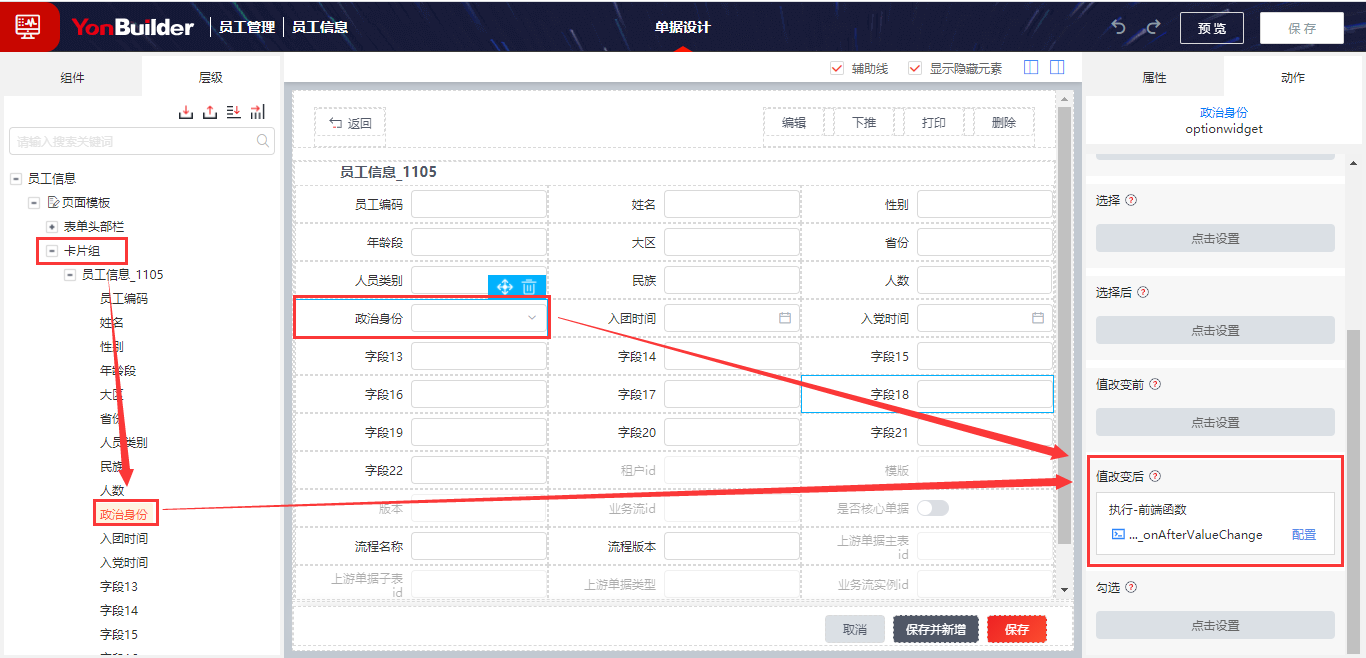 YonBuilder 员工管理 员工信息 单据设计 预览 保存
组件 层级
辅助线 显示隐藏元素
属性 动作
请输入搜索关键词
员工信息
页面模板
表单头部栏
卡片组
员工信息_1105
员工编码
姓名
性别
年龄段
大区
省份
人员类别
民族
人数
政治身份
入团时间
入党时间
字段13
字段14
字段15
返回 编辑 下推 打印 删除
员工信息_1105
员工编码 姓名 性别
年龄段 大区 省份
人员类别 民族 人数
政治身份 入团时间 入党时间
字段13 字段14 字段15
字段16 字段17 字段18
字段19 字段20 字段21
字段22 租户id 模版
版本 业务流id 是否核心单据
流程名称 流程版本 上游单据主表
id
上游单据子表
id 上游单据类型 业务流实例id
取消 保存并新增 保存
政治身份
optionwidget
选择
点击设置
选择后
点击设置
值改变前
点击设置
值改变后
执行-前端函数
..._onAfterValueChange 配置
勾选
点击设置